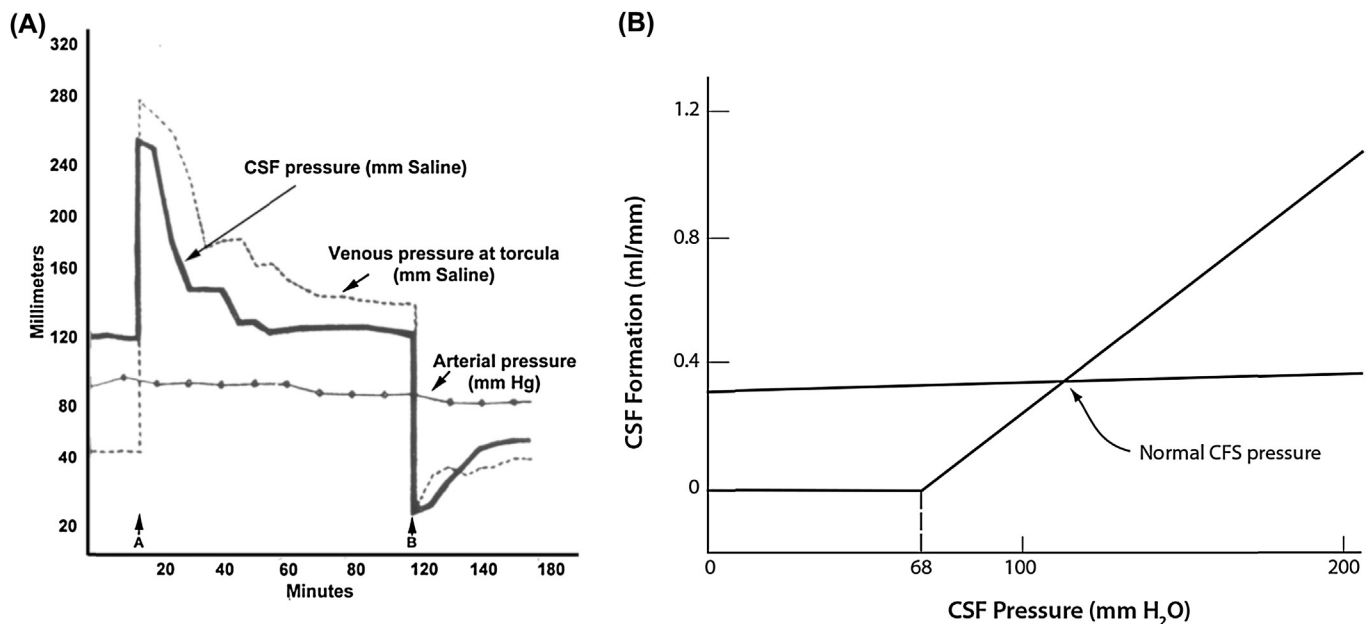 (A)
320
280
240
200
160
120
80
40
20
Millimeters
CSF pressure (mm Saline)
Venous pressure at torcula
(mm Saline)
Arterial pressure
(mm Hg)
A
B
20 40 60 80 100 120 140 180
Minutes
(B)
1.2
0.8
0.4
0
CSF Formation (ml/mm)
Normal CFS pressure
0 68 100 200
CSF Pressure (mm H₂O)